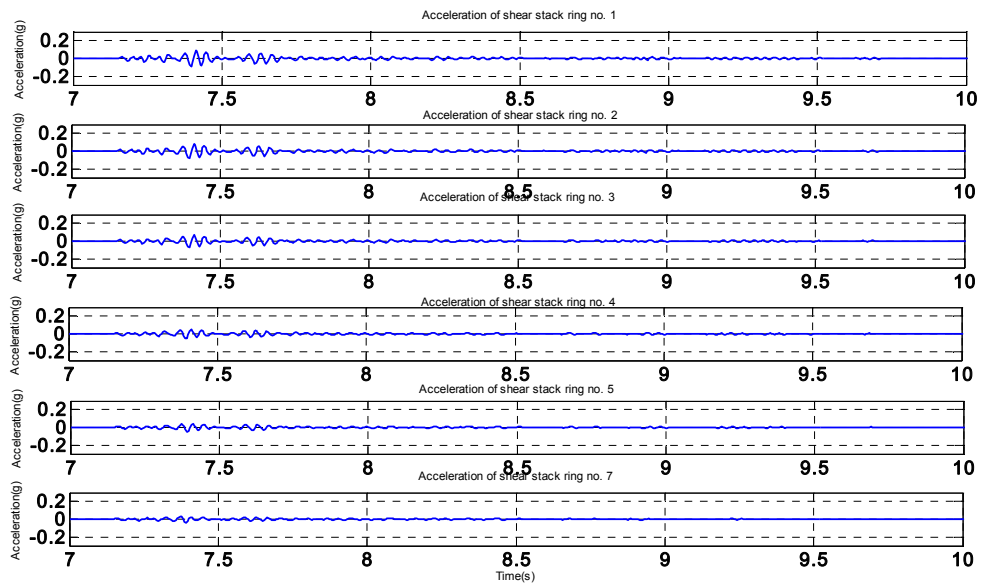 Acceleration of shear stack ring no. 1
Acceleration(g)
0.2
0
-0.2
7 7.5 8 8.5 9 9.5 10
Acceleration of shear stack ring no. 2
Acceleration(g)
0.2
0
-0.2
7 7.5 8 8.5 9 9.5 10
Acceleration of shear stack ring no. 3
Acceleration(g)
0.2
0
-0.2
7 7.5 8 8.5 9 9.5 10
Acceleration of shear stack ring no. 4
Acceleration(g)
0.2
0
-0.2
7 7.5 8 8.5 9 9.5 10
Acceleration of shear stack ring no. 5
Acceleration(g)
0.2
0
-0.2
7 7.5 8 8.5 9 9.5 10
Acceleration of shear stack ring no. 7
Acceleration(g)
0.2
0
-0.2
7 7.5 8 8.5 9 9.5 10
Time(s)